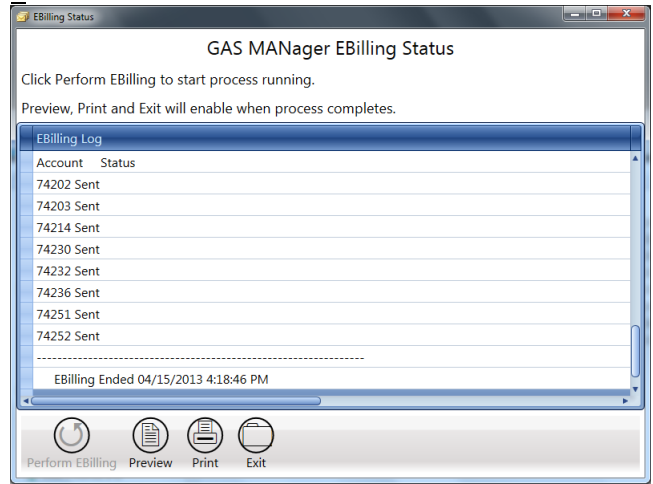 EBilling Status
GAS MANager EBilling Status
Click Perform EBilling to start process running.
Preview, Print and Exit will enable when process completes.
EBilling Log
Account Status
74202 Sent
74203 Sent
74214 Sent
74230 Sent
74232 Sent
74236 Sent
74251 Sent
74252 Sent
----------------------------------------------------------------
EBilling Ended 04/15/2013 4:18:46 PM
Perform EBilling Preview Print Exit